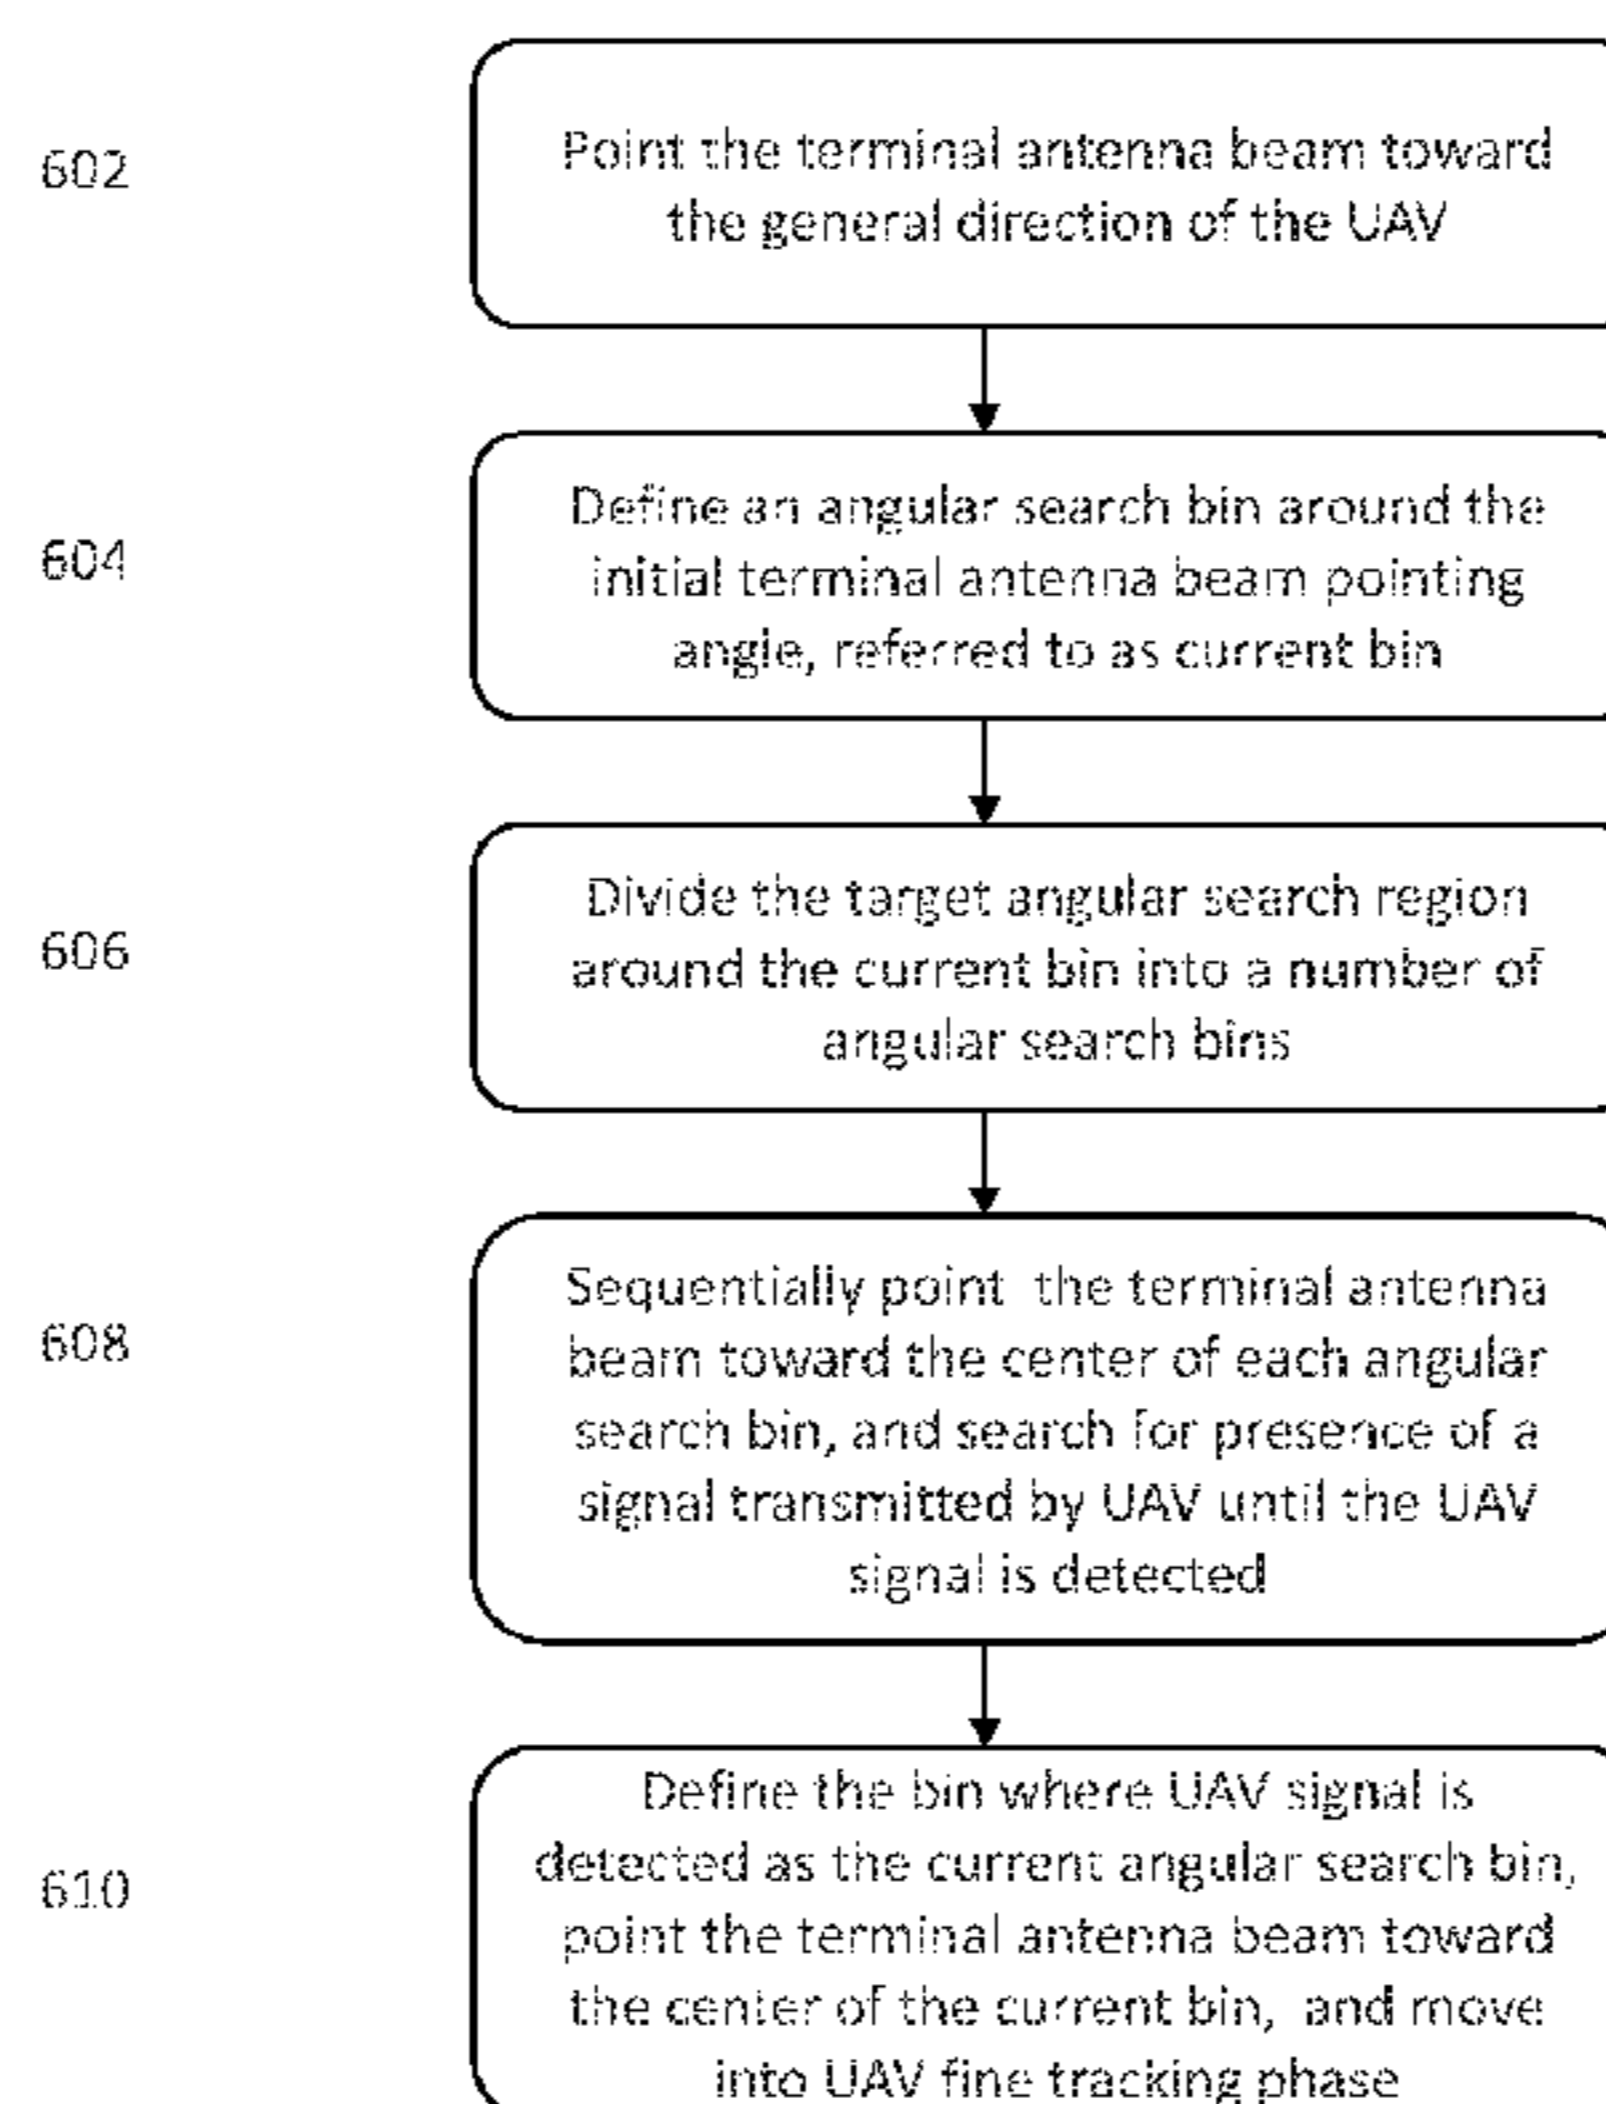 602
Point the terminal antenna beam toward
the general direction of the UAV
604
Define an angular search bin around the
initial terminal antenna beam pointing
angle, referred to as current bin
606
Divide the target angular search region
around the current bin into a number of
angular search bins
608
Sequentially point the terminal antenna
beam toward the center of each angular
search bin, and search for presence of a
signal transmitted by UAV until the UAV
signal is detected
610
Define the bin where UAV signal is
detected as the current angular search bin,
point the terminal antenna beam toward
the center of the current bin, and move
into UAV fine tracking phase